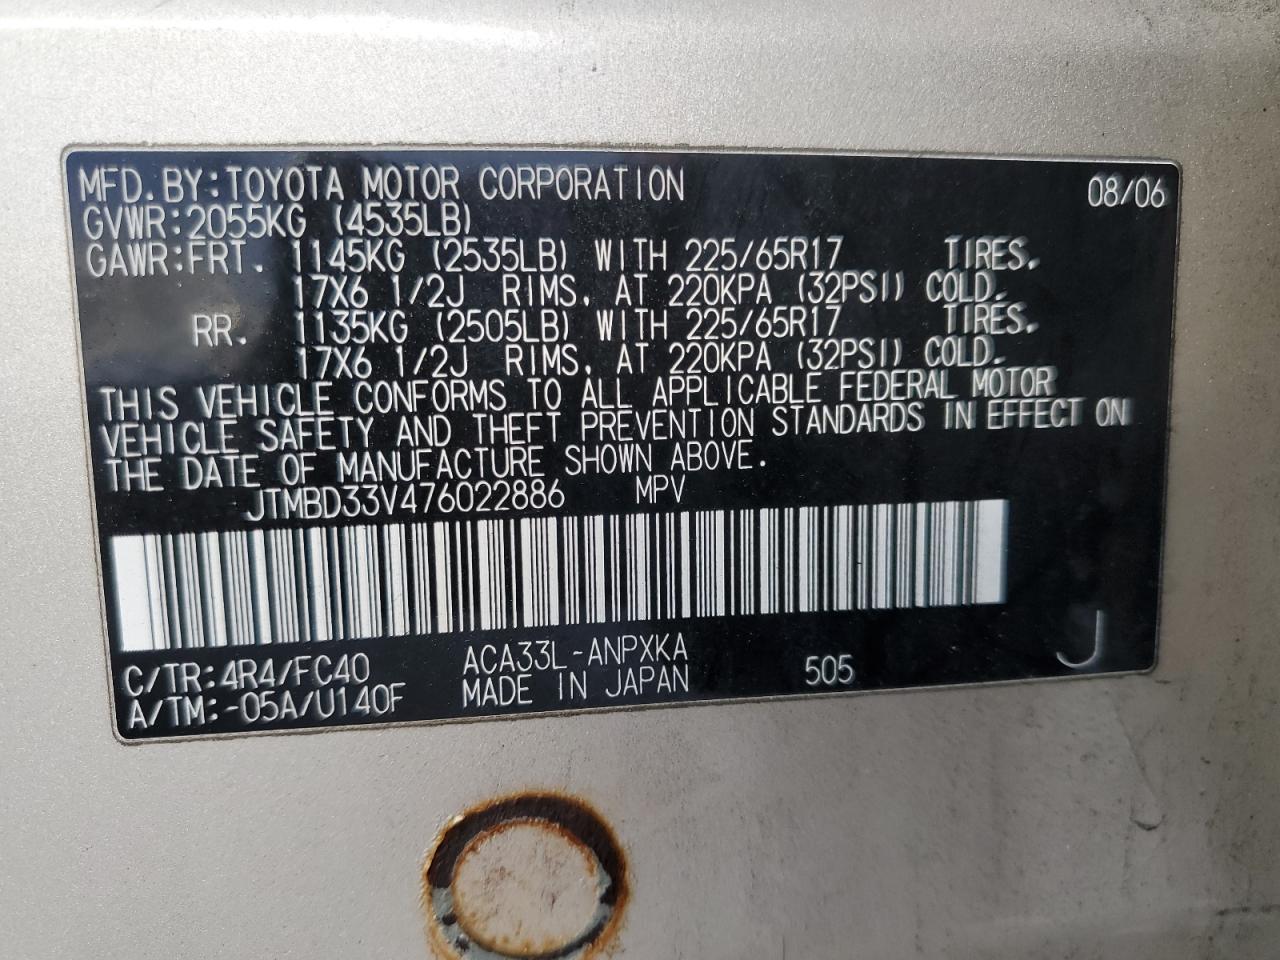 MFD.BY:TOYOTA MOTOR CORPORATION 08/06
GVWR:2055KG (4535LB)
GAWR:FRT. 1145KG (2535LB) WITH 225/65R17 TIRES.
17X6 1/2J RIMS, AT 220KPA (32PSI) COLD.
RR. 1135KG (2505LB) WITH 225/65R17 TIRES.
17X6 1/2J RIMS, AT 220KPA (32PSI) COLD.
THIS VEHICLE CONFORMS TO ALL APPLICABLE FEDERAL MOTOR
VEHICLE SAFETY AND THEFT PREVENTION STANDARDS IN EFFECT ON
THE DATE OF MANUFACTURE SHOWN ABOVE.
JTMBD33V476022886 MPV
C/TR:4R4/FC40 ACA33L-ANPXKA 505 J
A/TM:-05A/U140F MADE IN JAPAN